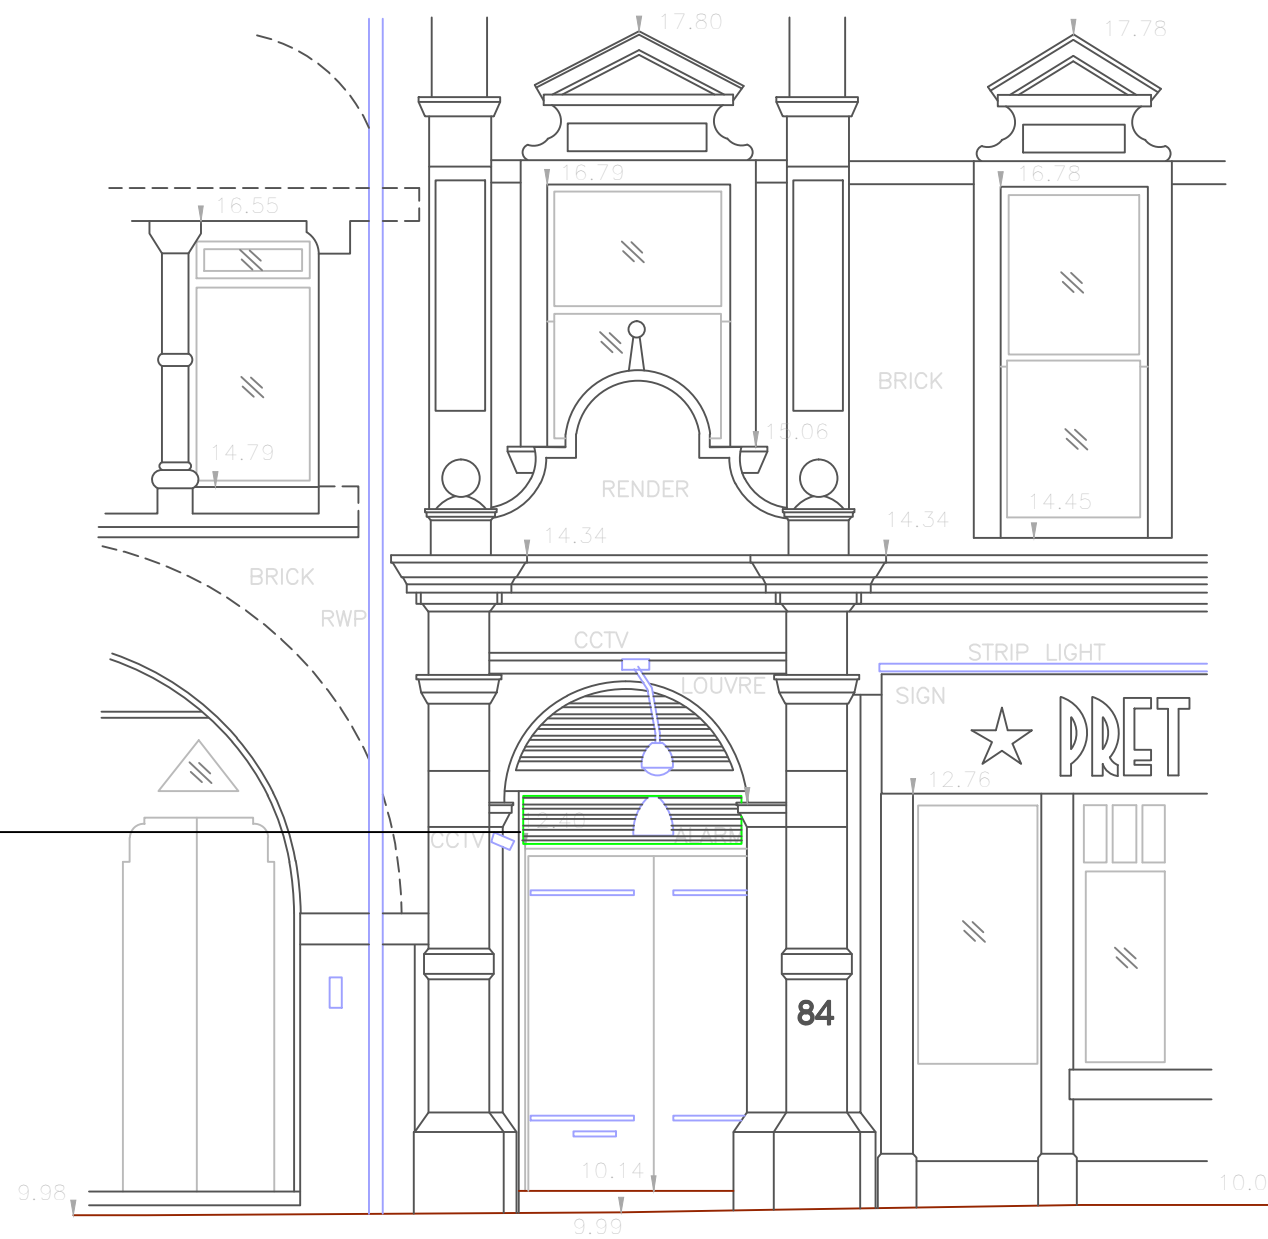 17.80
17.78
16.79
16.78
16.55
BRICK
15.06
14.79
RENDER
14.45
14.34
14.34
BRICK
RWP
CCTV
STRIP LIGHT
LOUVRE
SIGN
PRET
12.76
2.40
CCTV
ALARM
84
10.14
9.98
10.0
9.99